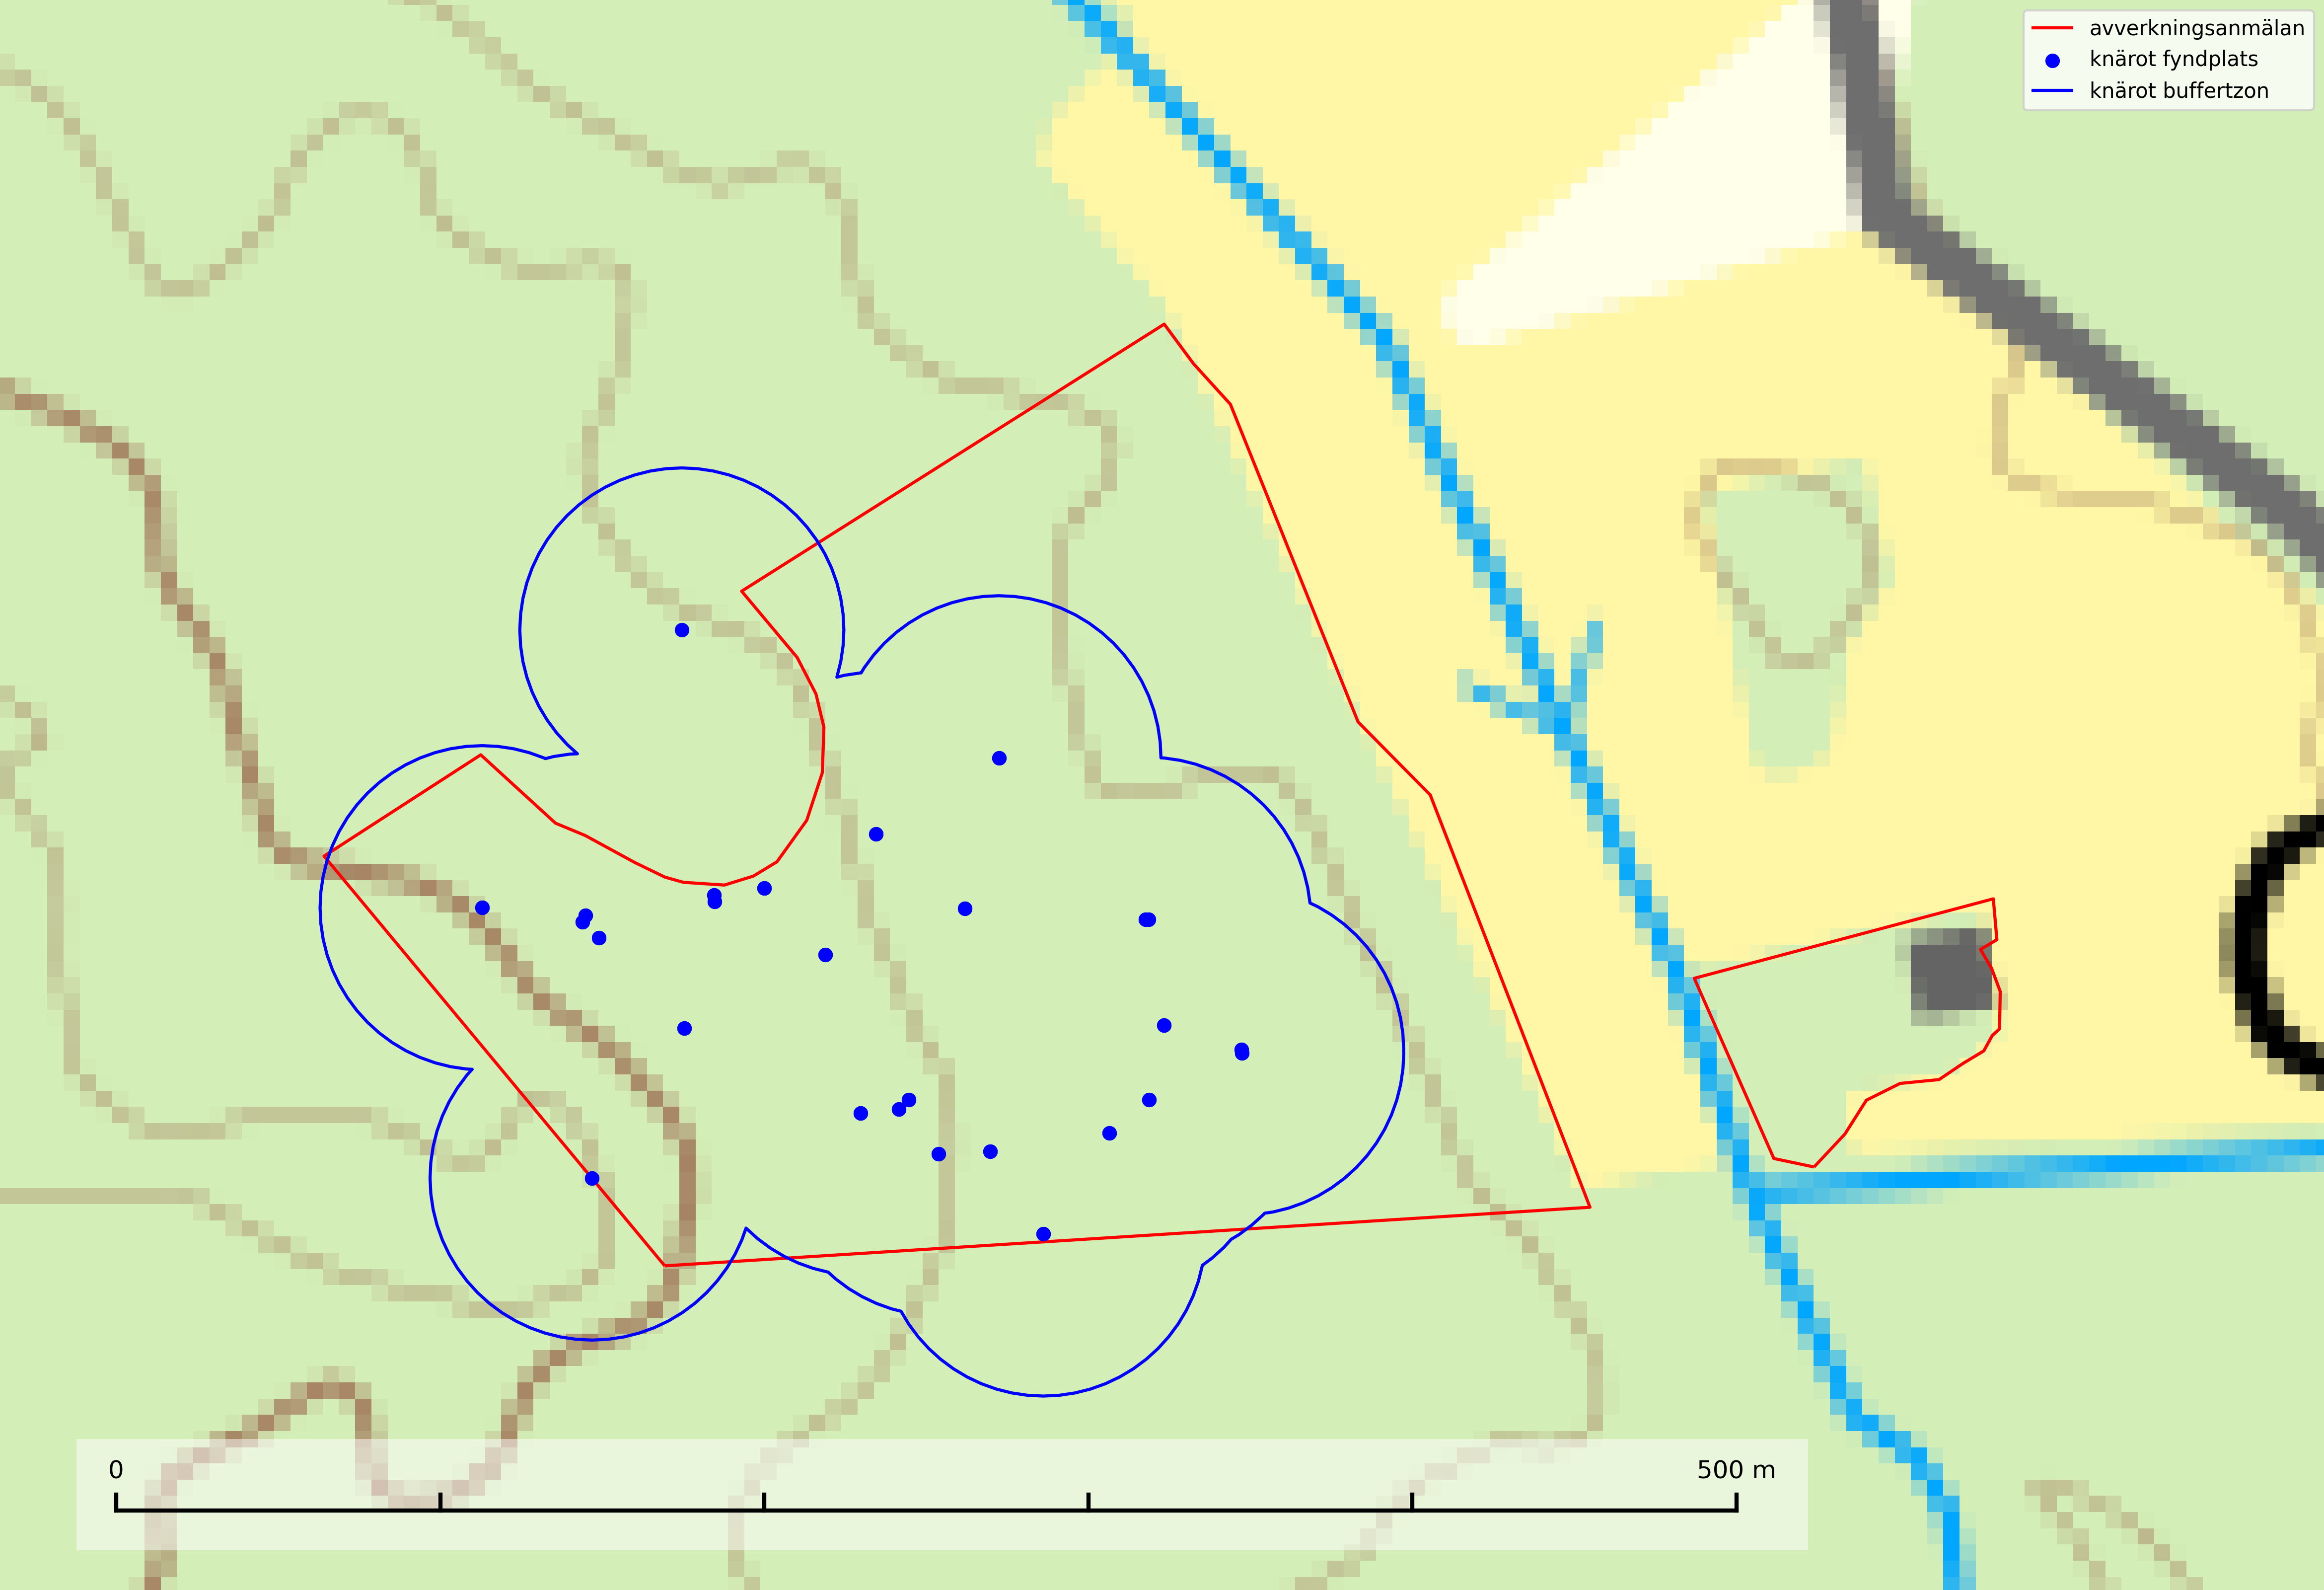 avverkningsanmälan
knärot fyndplats
knärot buffertzon
0
500 m